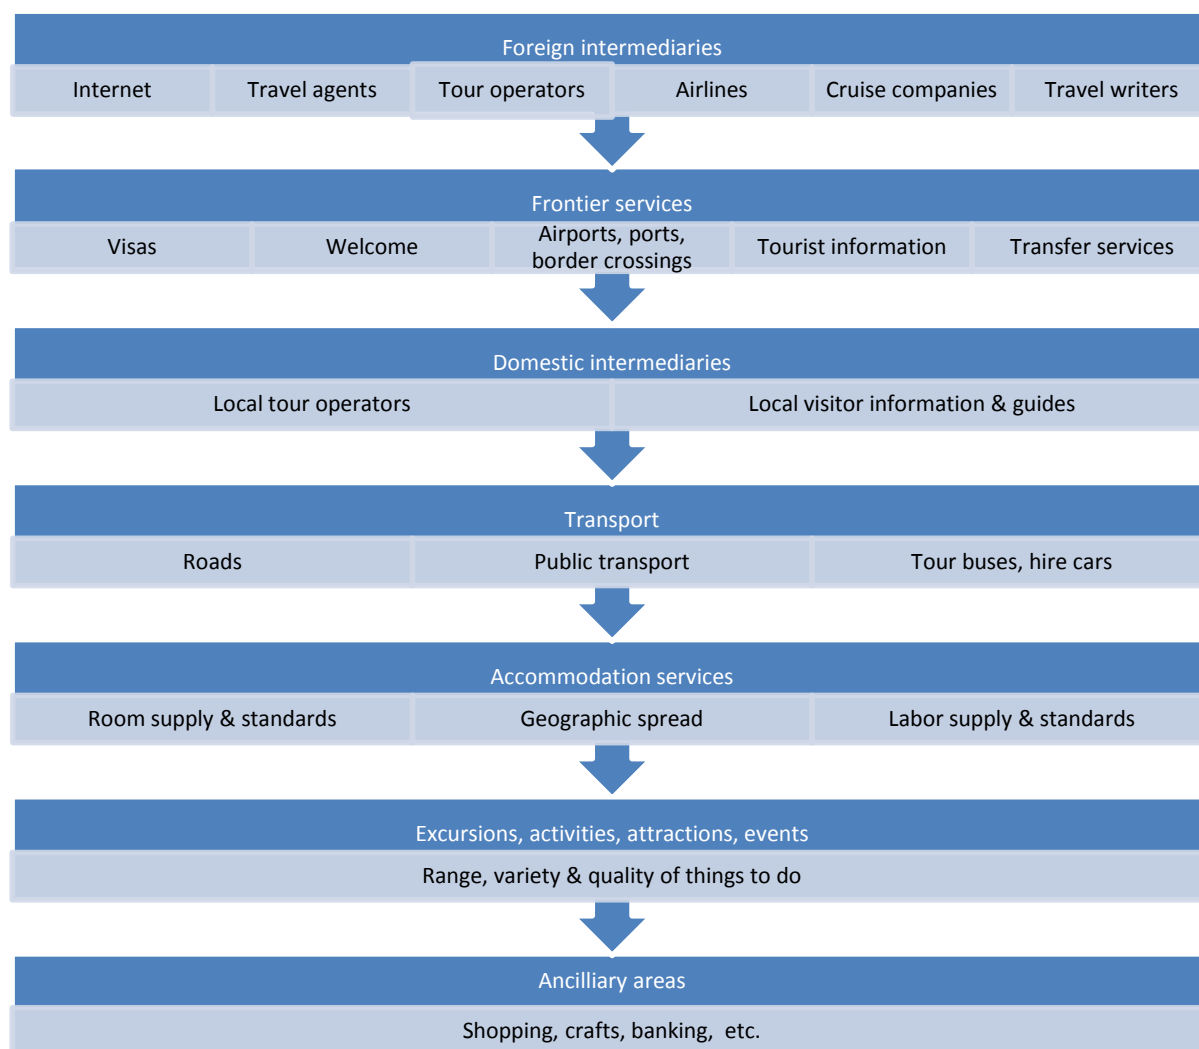 Foreign intermediaries
Internet
Travel agents
Tour operators
Airlines
Cruise companies
Travel writers
Frontier services
Visas
Welcome
Airports, ports,
border crossings
Tourist information
Transfer services
Domestic intermediaries
Local tour operators
Local visitor information & guides
Transport
Roads
Public transport
Tour buses, hire cars
Accommodation services
Room supply & standards
Geographic spread
Labor supply & standards
Excursions, activities, attractions, events
Range, variety & quality of things to do
Ancilliary areas
Shopping, crafts, banking, etc.